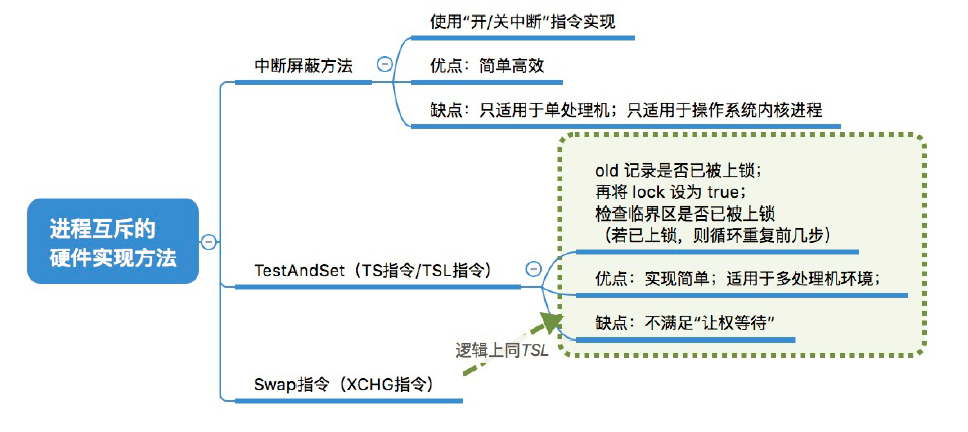 使用“开/关中断”指令实现
中断屏蔽方法
优点：简单高效
缺点：只适用于单处理机；只适用于操作系统内核进程
old 记录是否已被上锁；
再将 lock 设为 true；
检查临界区是否已被上锁
（若已上锁，则循环重复前几步）
进程互斥的
硬件实现方法
TestAndSet（TS指令/TSL指令）
优点：实现简单；适用于多处理机环境；
缺点：不满足“让权等待”
逻辑上同TSL
Swap指令（XCHG指令）